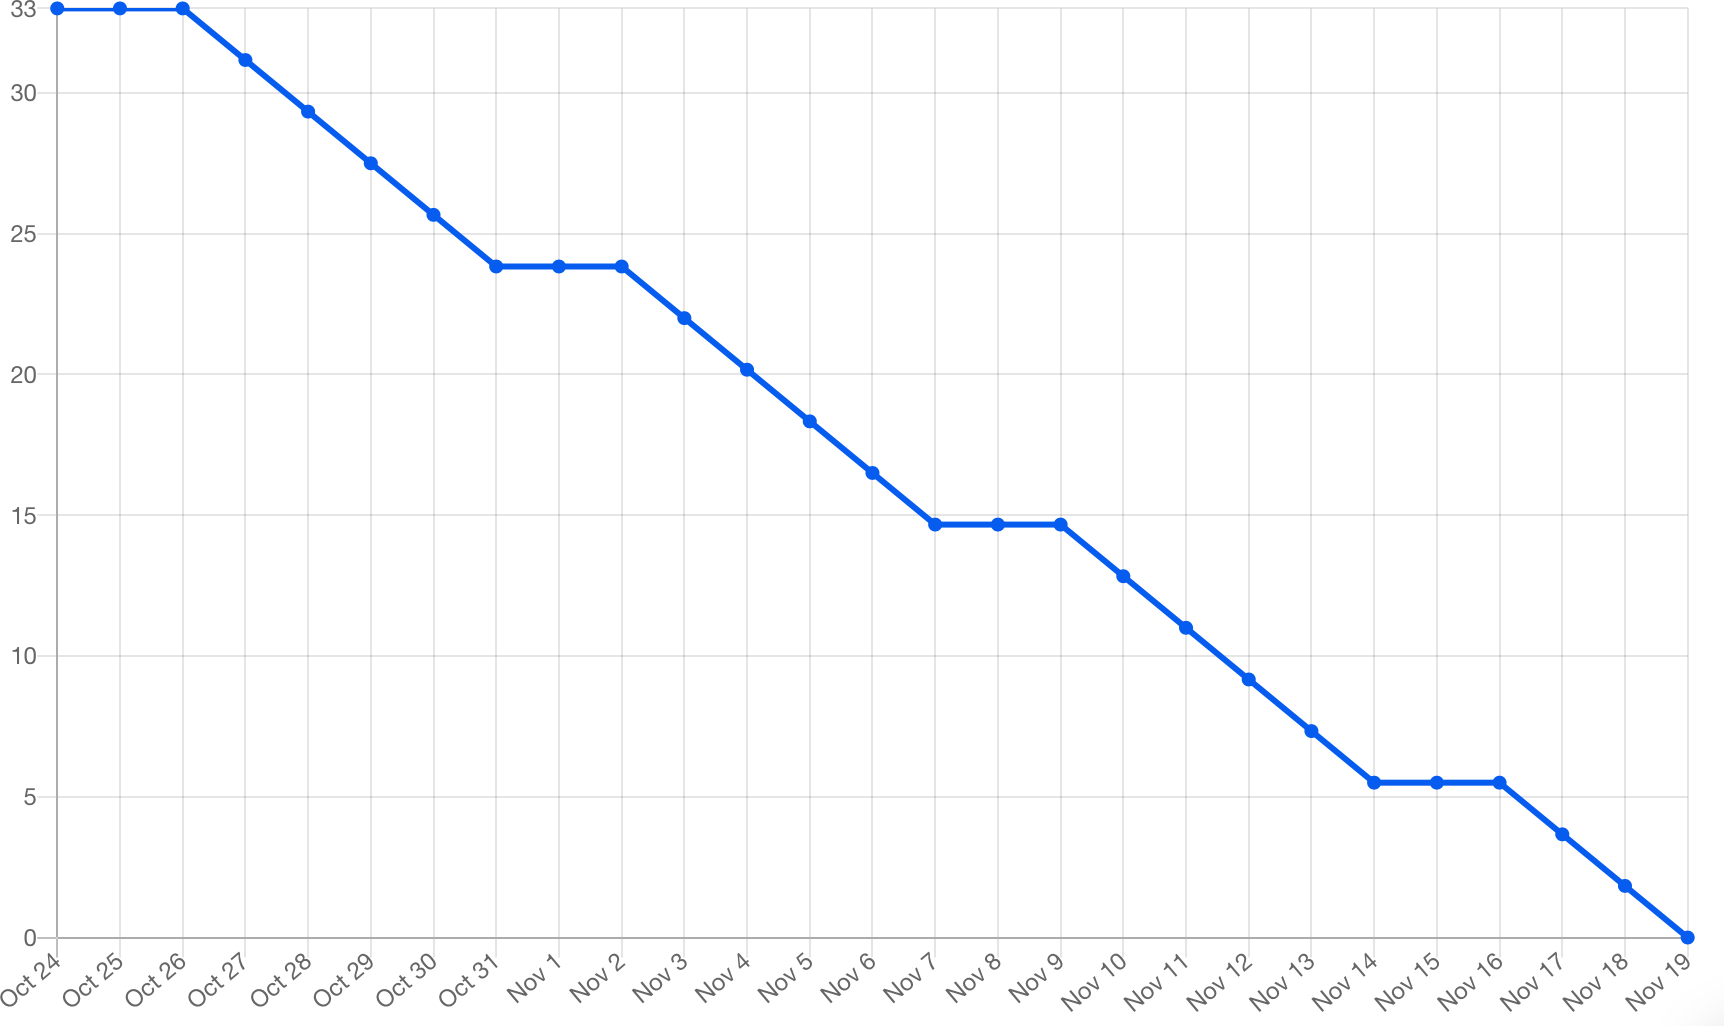 33
30
25
20
15
10
5
0
Oct 24
Oct 25
Oct 26
Oct 27
Oct 28
Oct 29
Oct 30
Oct 31
Nov 1
Nov 2
Nov 3
Nov 4
Nov 5
Nov 6
Nov 7
Nov 8
Nov 9
Nov 10
Nov 11
Nov 12
Nov 13
Nov 14
Nov 15
Nov 16
Nov 17
Nov 18
Nov 19